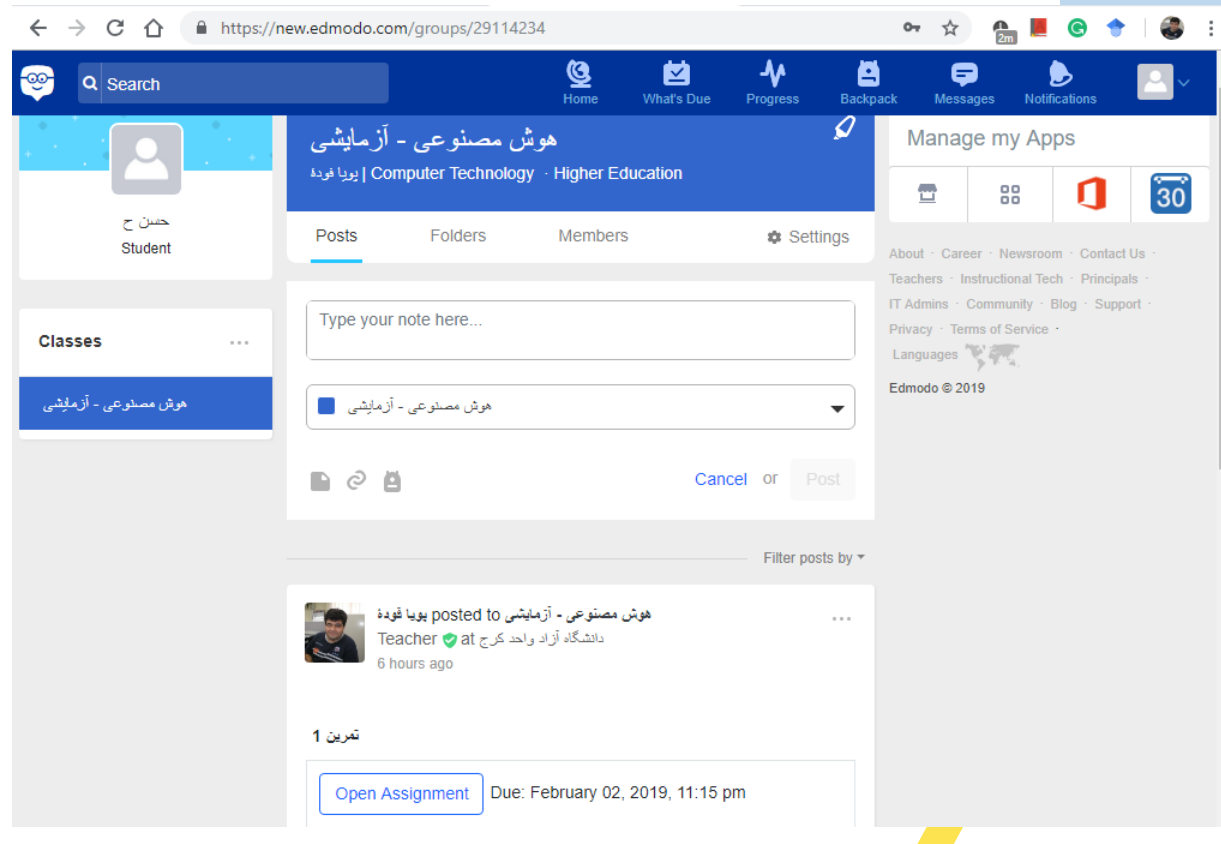 https://new.edmodo.com/groups/29114234
2m
Search
Home
What's Due
Progress
Backpack
Messages
Notifications
حسن ح
Student
Classes
...
هوش مصنوعی - آزمایشی
هوش مصنوعی - آزمایشی
پویا فودۀ | Computer Technology · Higher Education
Posts
Folders
Members
Settings
Type your note here...
هوش مصنوعی - آزمایشی
Cancel or Post
Filter posts by
پویا فودۀ posted to هوش مصنوعی - آزمایشی
...
Teacher at دانشگاه آزاد واحد کرج
6 hours ago
تمرین 1
Open Assignment Due: February 02, 2019, 11:15 pm
Manage my Apps
30
About · Career · Newsroom · Contact Us ·
Teachers · Instructional Tech · Principals ·
IT Admins · Community · Blog · Support ·
Privacy · Terms of Service ·
Languages
Edmodo © 2019